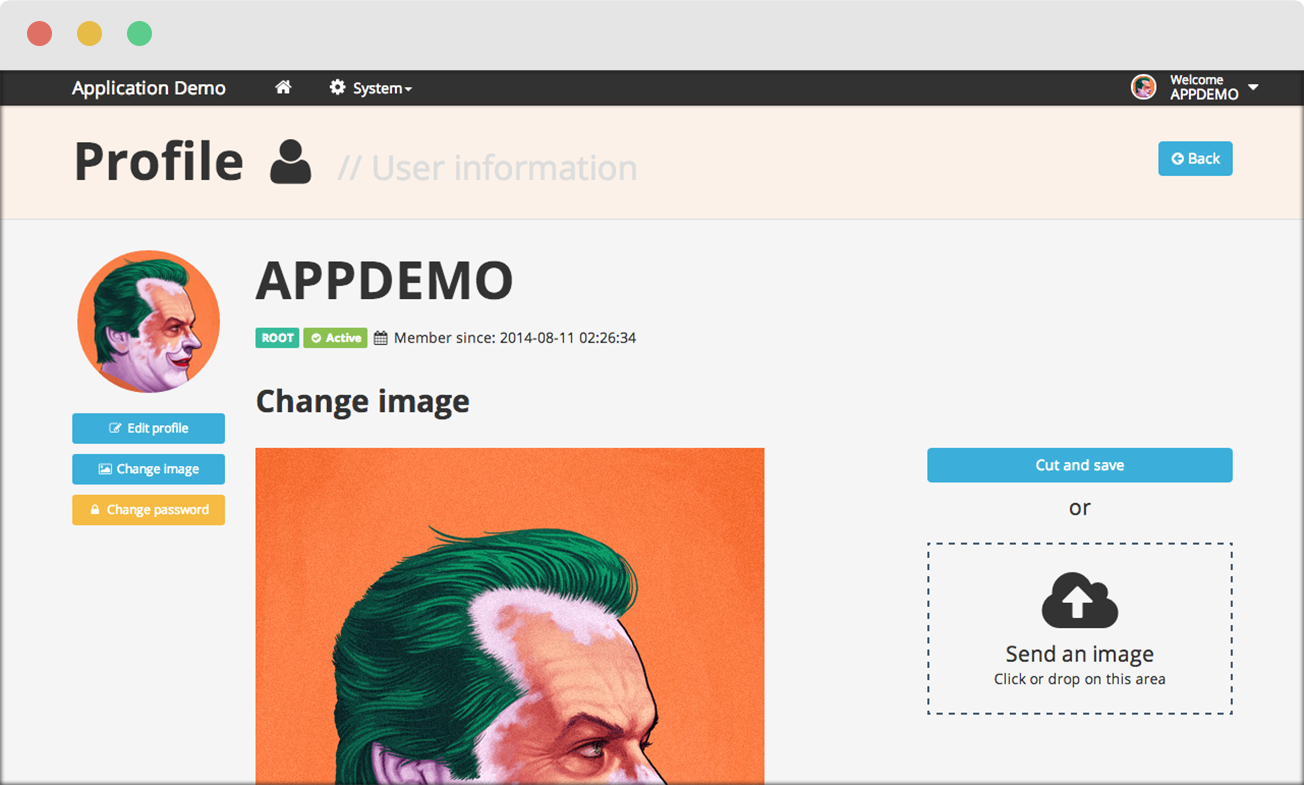 Application Demo
System
Welcome
APPDEMO
Profile // User information
Back
APPDEMO
ROOT Active Member since: 2014-08-11 02:26:34
Change image
Edit profile
Change image
Change password
Cut and save
or
Send an image
Click or drop on this area